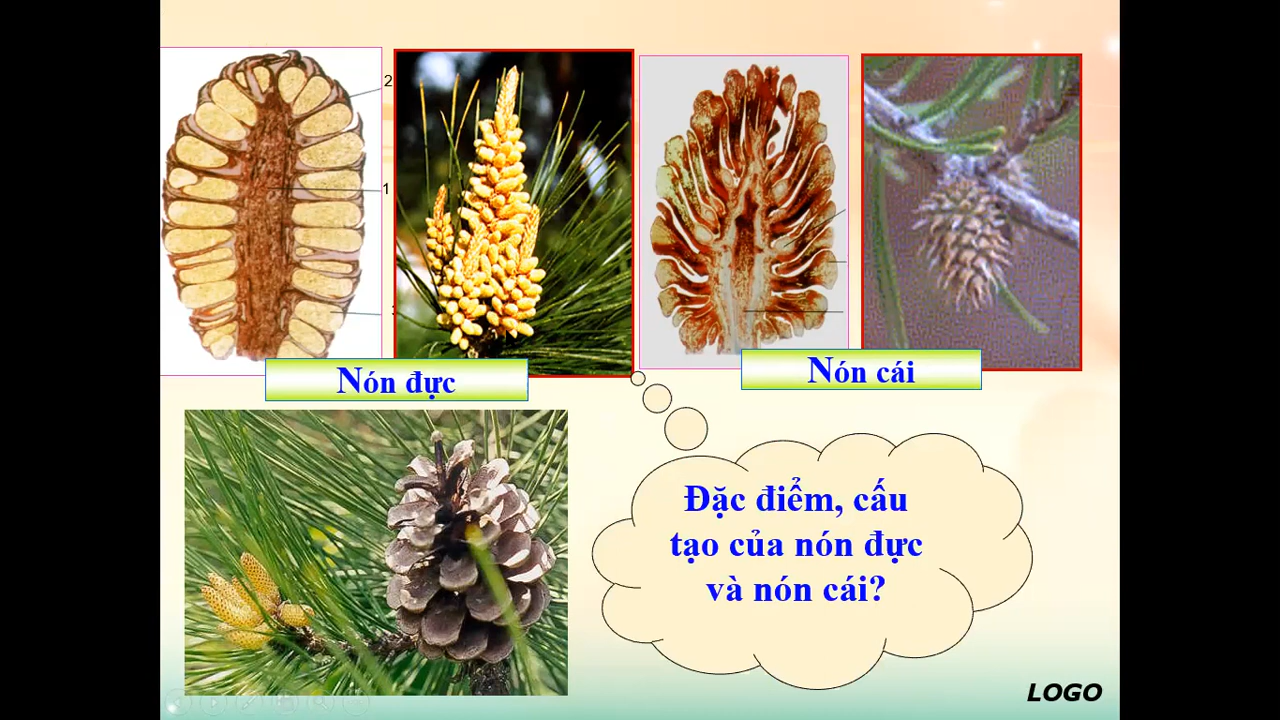 2
1
Nón đực
Nón cái
Đặc điểm, cấu
tạo của nón đực
và nón cái?
LOGO